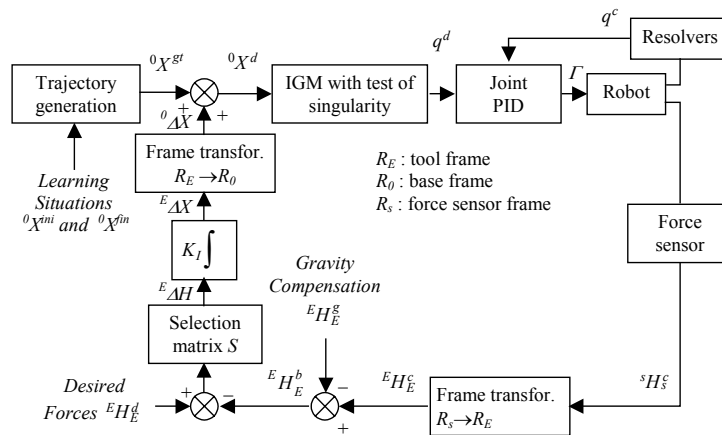 q^c
Resolvers
^0X^{gt}
^0X^d
q^d
Trajectory
generation
IGM with test of
singularity
Joint
PID
Γ
Robot
+
+
^0ΔX
Frame transfor.
R_E → R_0
R_E : tool frame
R_0 : base frame
R_s : force sensor frame
Learning
Situations
^0X^{ini} and ^0X^{fin}
^EΔX
K_I ∫
Force
sensor
Gravity
Compensation
^EH_E^g
^EΔH
Selection
matrix S
Desired
Forces ^EH_E^d
+
−
^EH_E^b
−
+
^EH_E^c
Frame transfor.
R_s → R_E
^sH_s^c